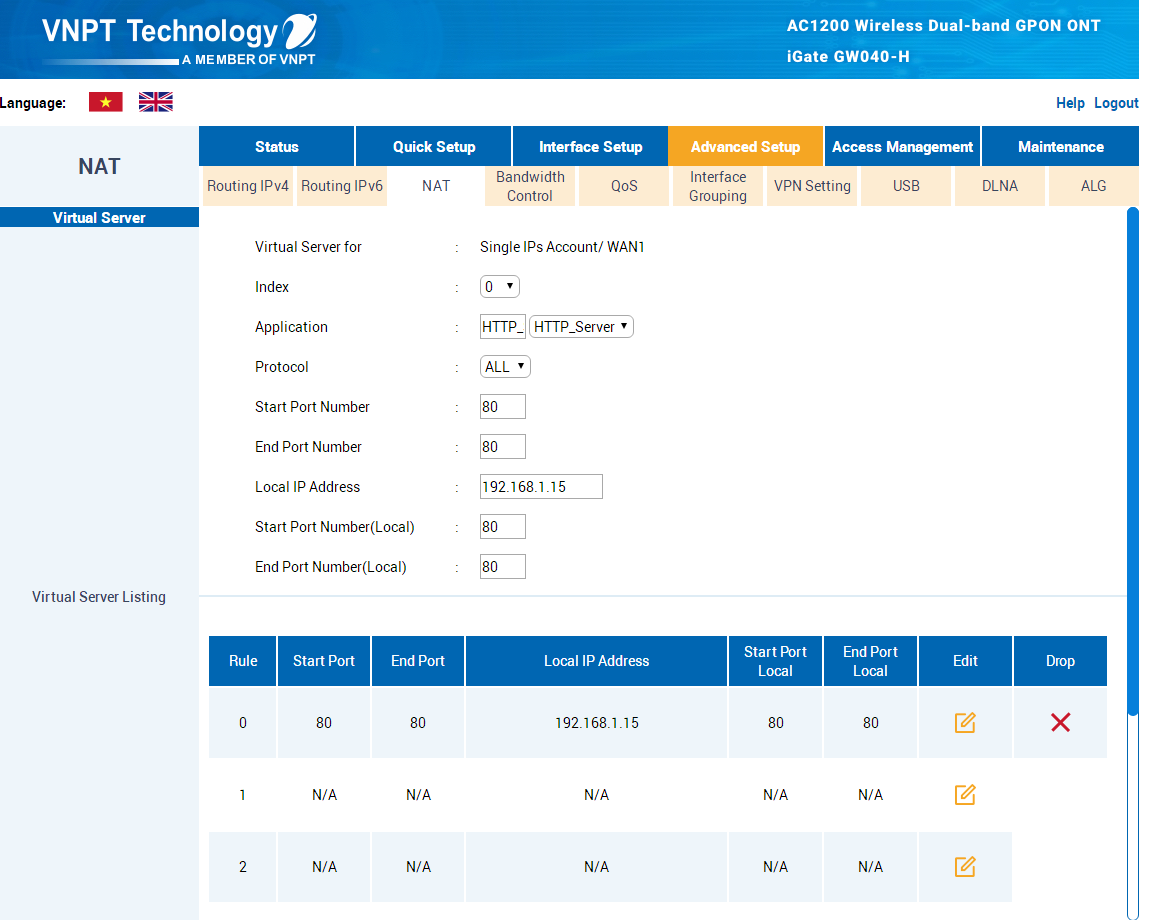 VNPT Technology
A MEMBER OF VNPT
AC1200 Wireless Dual-band GPON ONT
iGate GW040-H
Language:
Help Logout
NAT
Status Quick Setup Interface Setup Advanced Setup Access Management Maintenance
Routing IPv4 Routing IPv6 NAT Bandwidth Control QoS Interface Grouping VPN Setting USB DLNA ALG
Virtual Server
Virtual Server for : Single IPs Account/ WAN1
Index : 0
Application : HTTP_ HTTP_Server
Protocol : ALL
Start Port Number : 80
End Port Number : 80
Local IP Address : 192.168.1.15
Start Port Number(Local) : 80
End Port Number(Local) : 80
Virtual Server Listing
Rule Start Port End Port Local IP Address Start Port Local End Port Local Edit Drop
0 80 80 192.168.1.15 80 80
1 N/A N/A N/A N/A N/A
2 N/A N/A N/A N/A N/A